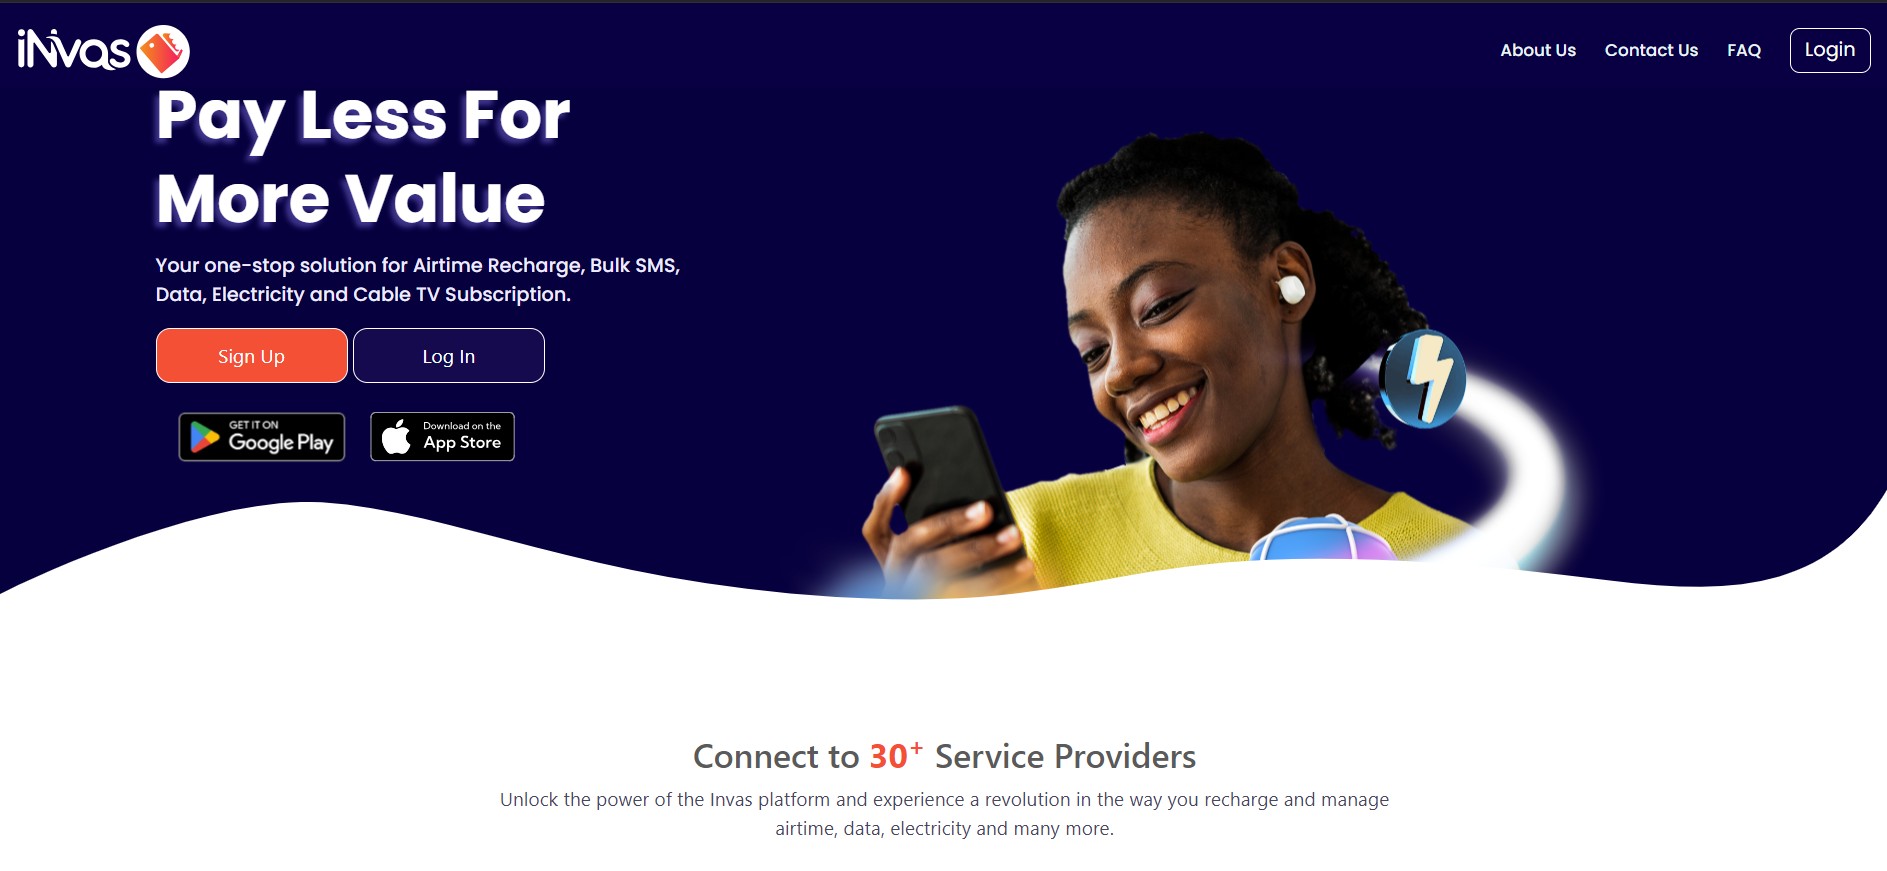 iNvas
About Us
Contact Us
FAQ
Login
Pay Less For
More Value
Your one-stop solution for Airtime Recharge, Bulk SMS,
Data, Electricity and Cable TV Subscription.
Sign Up
Log In
GET IT ON
Google Play
Download on the
App Store
Connect to 30+ Service Providers
Unlock the power of the Invas platform and experience a revolution in the way you recharge and manage
airtime, data, electricity and many more.